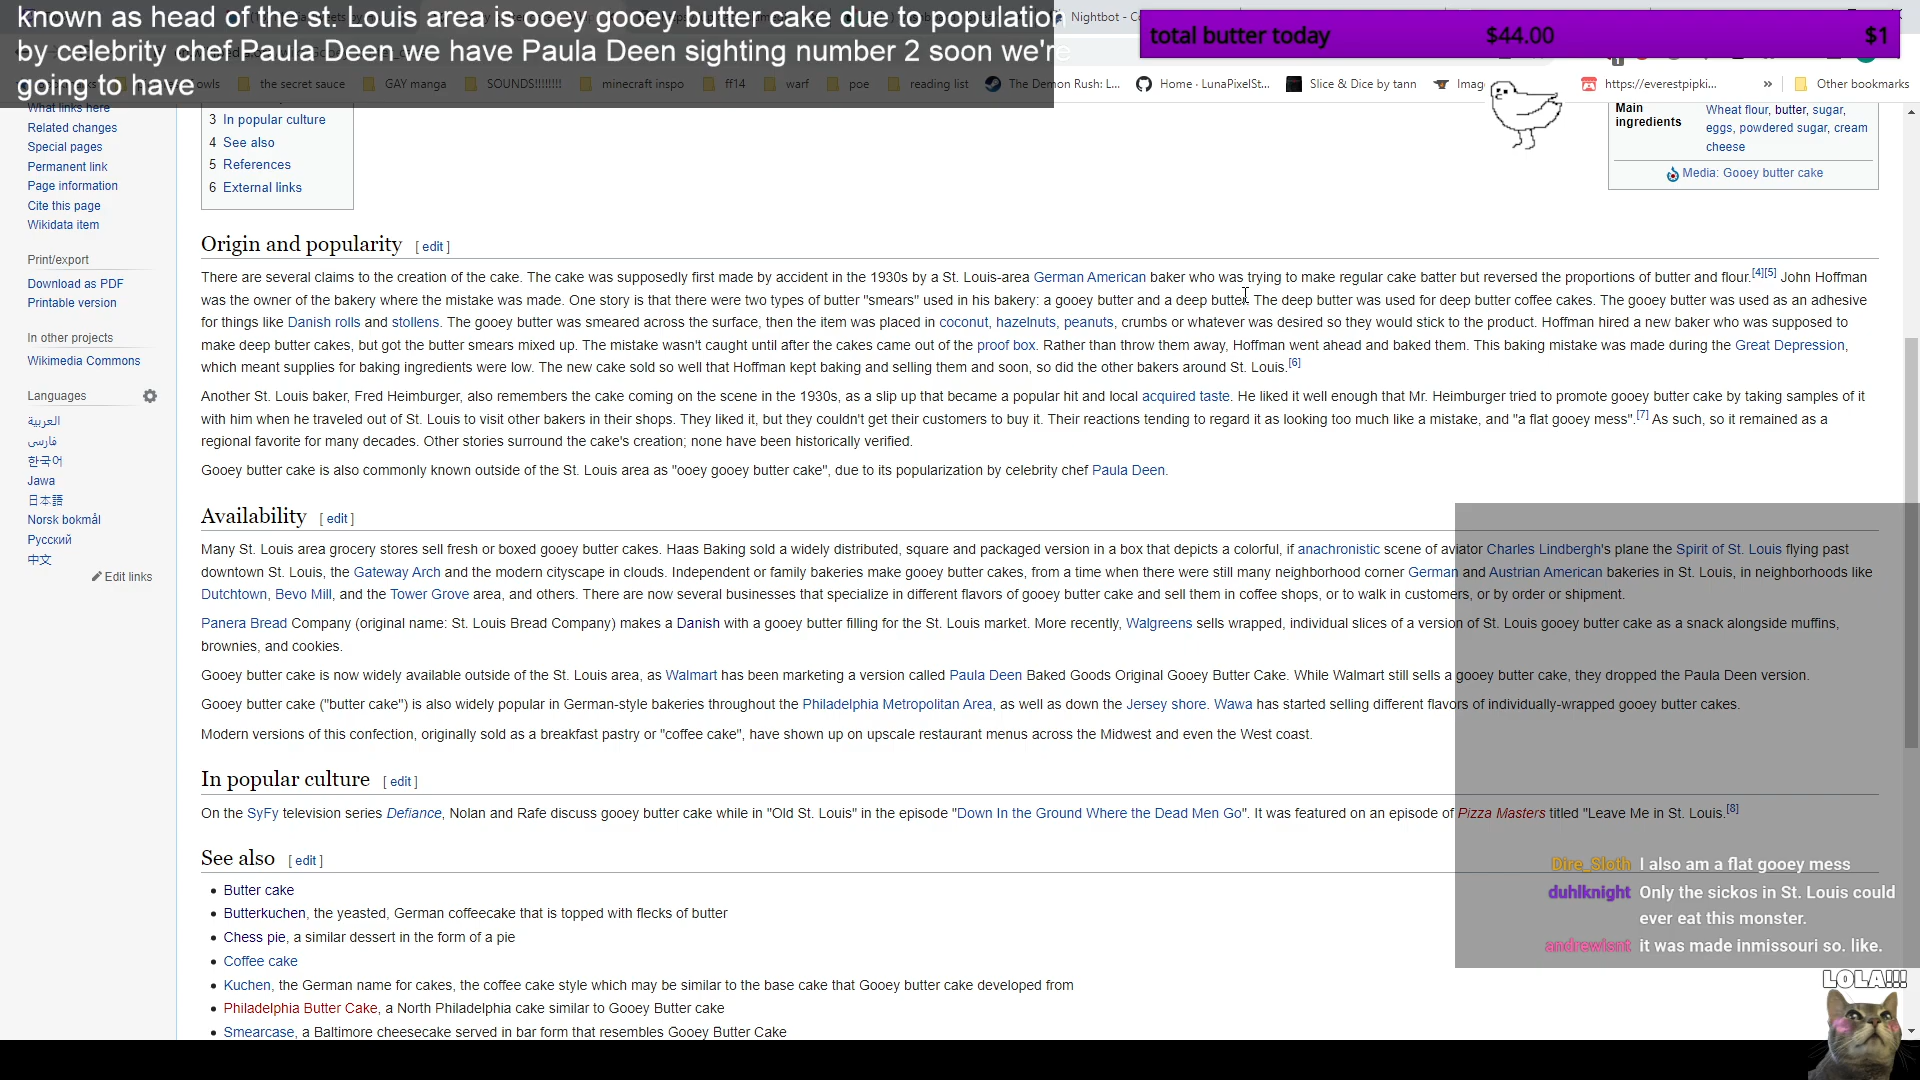 known as head of the st. Louis area is ooey gooey butter cake due to population
by celebrity chef Paula Deen we have Paula Deen sighting number 2 soon we're
going to have
Nightbot - C
total butter today $44.00 $1
owls
the secret sauce
GAY manga
SOUNDS!!!!!!!!
minecraft inspo
ff14
warf
poe
reading list
The Demon Rush: L...
Home · LunaPixelSt...
Slice & Dice by tann
Imag
https://everestpipki...
»
Other bookmarks
What links here
Related changes
Special pages
Permanent link
Page information
Cite this page
Wikidata item
Print/export
Download as PDF
Printable version
In other projects
Wikimedia Commons
Languages
العربية
فارسی
한국어
Jawa
日本語
Norsk bokmål
Русский
中文
Edit links
3 In popular culture
4 See also
5 References
6 External links
Main ingredients
Wheat flour, butter, sugar,
eggs, powdered sugar, cream
cheese
Media: Gooey butter cake
Origin and popularity [ edit ]
There are several claims to the creation of the cake. The cake was supposedly first made by accident in the 1930s by a St. Louis-area German American baker who was trying to make regular cake batter but reversed the proportions of butter and flour.[4][5] John Hoffman
was the owner of the bakery where the mistake was made. One story is that there were two types of butter "smears" used in his bakery: a gooey butter and a deep butter. The deep butter was used for deep butter coffee cakes. The gooey butter was used as an adhesive
for things like Danish rolls and stollens. The gooey butter was smeared across the surface, then the item was placed in coconut, hazelnuts, peanuts, crumbs or whatever was desired so they would stick to the product. Hoffman hired a new baker who was supposed to
make deep butter cakes, but got the butter smears mixed up. The mistake wasn't caught until after the cakes came out of the proof box. Rather than throw them away, Hoffman went ahead and baked them. This baking mistake was made during the Great Depression,
which meant supplies for baking ingredients were low. The new cake sold so well that Hoffman kept baking and selling them and soon, so did the other bakers around St. Louis.[6]
Another St. Louis baker, Fred Heimburger, also remembers the cake coming on the scene in the 1930s, as a slip up that became a popular hit and local acquired taste. He liked it well enough that Mr. Heimburger tried to promote gooey butter cake by taking samples of it
with him when he traveled out of St. Louis to visit other bakers in their shops. They liked it, but they couldn't get their customers to buy it. Their reactions tending to regard it as looking too much like a mistake, and "a flat gooey mess".[7] As such, so it remained as a
regional favorite for many decades. Other stories surround the cake's creation; none have been historically verified.
Gooey butter cake is also commonly known outside of the St. Louis area as "ooey gooey butter cake", due to its popularization by celebrity chef Paula Deen.
Availability [ edit ]
Many St. Louis area grocery stores sell fresh or boxed gooey butter cakes. Haas Baking sold a widely distributed, square and packaged version in a box that depicts a colorful, if anachronistic scene of aviator Charles Lindbergh's plane the Spirit of St. Louis flying past
downtown St. Louis, the Gateway Arch and the modern cityscape in clouds. Independent or family bakeries make gooey butter cakes, from a time when there were still many neighborhood corner German and Austrian American bakeries in St. Louis, in neighborhoods like
Dutchtown, Bevo Mill, and the Tower Grove area, and others. There are now several businesses that specialize in different flavors of gooey butter cake and sell them in coffee shops, or to walk in customers, or by order or shipment.
Panera Bread Company (original name: St. Louis Bread Company) makes a Danish with a gooey butter filling for the St. Louis market. More recently, Walgreens sells wrapped, individual slices of a version of St. Louis gooey butter cake as a snack alongside muffins,
brownies, and cookies.
Gooey butter cake is now widely available outside of the St. Louis area, as Walmart has been marketing a version called Paula Deen Baked Goods Original Gooey Butter Cake. While Walmart still sells a gooey butter cake, they dropped the Paula Deen version.
Gooey butter cake ("butter cake") is also widely popular in German-style bakeries throughout the Philadelphia Metropolitan Area, as well as down the Jersey shore. Wawa has started selling different flavors of individually-wrapped gooey butter cakes.
Modern versions of this confection, originally sold as a breakfast pastry or "coffee cake", have shown up on upscale restaurant menus across the Midwest and even the West coast.
In popular culture [ edit ]
On the SyFy television series Defiance, Nolan and Rafe discuss gooey butter cake while in "Old St. Louis" in the episode "Down In the Ground Where the Dead Men Go". It was featured on an episode of Pizza Masters titled "Leave Me in St. Louis.[8]
See also [ edit ]
• Butter cake
• Butterkuchen, the yeasted, German coffeecake that is topped with flecks of butter
• Chess pie, a similar dessert in the form of a pie
• Coffee cake
• Kuchen, the German name for cakes, the coffee cake style which may be similar to the base cake that Gooey butter cake developed from
• Philadelphia Butter Cake, a North Philadelphia cake similar to Gooey Butter cake
• Smearcase, a Baltimore cheesecake served in bar form that resembles Gooey Butter Cake
Dire_Sloth I also am a flat gooey mess
duhlknight Only the sickos in St. Louis could
ever eat this monster.
andrewisnt it was made inmissouri so. like.
LOLA!!!